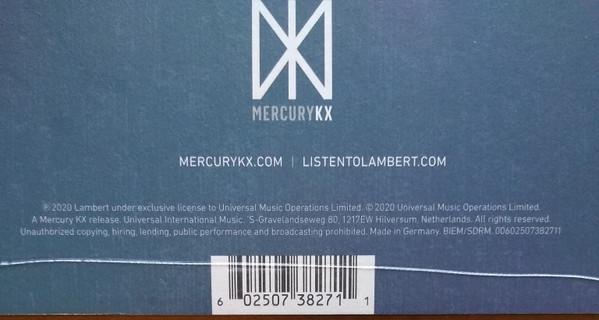 MERCURYKX
MERCURYKX.COM | LISTENTOLAMBERT.COM
℗ 2020 Lambert under exclusive license to Universal Music Operations Limited. © 2020 Universal Music Operations Limited.
A Mercury KX release. Universal International Music. 'S-Gravelandseweg 80, 1217EW Hilversum, Netherlands. All rights reserved.
Unauthorized copying, hiring, lending, public performance and broadcasting prohibited. Made in Germany. BIEM/SDRM. 00602507382711
6 02507 38271 1